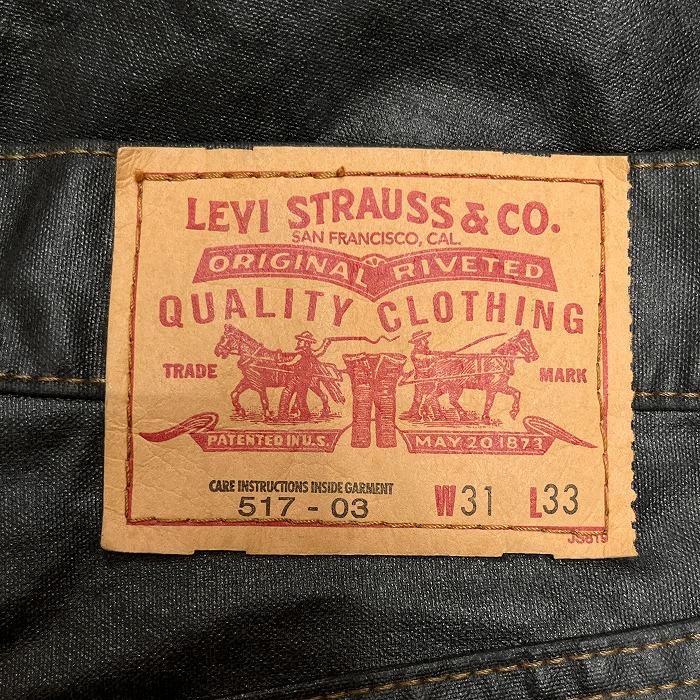 LEVI STRAUSS & CO.
SAN FRANCISCO, CAL.
ORIGINAL RIVETED
QUALITY CLOTHING
TRADE MARK
PATENTED IN U.S. MAY 20 1873
CARE INSTRUCTIONS INSIDE GARMENT
517 - 03 W31 L33
JS819